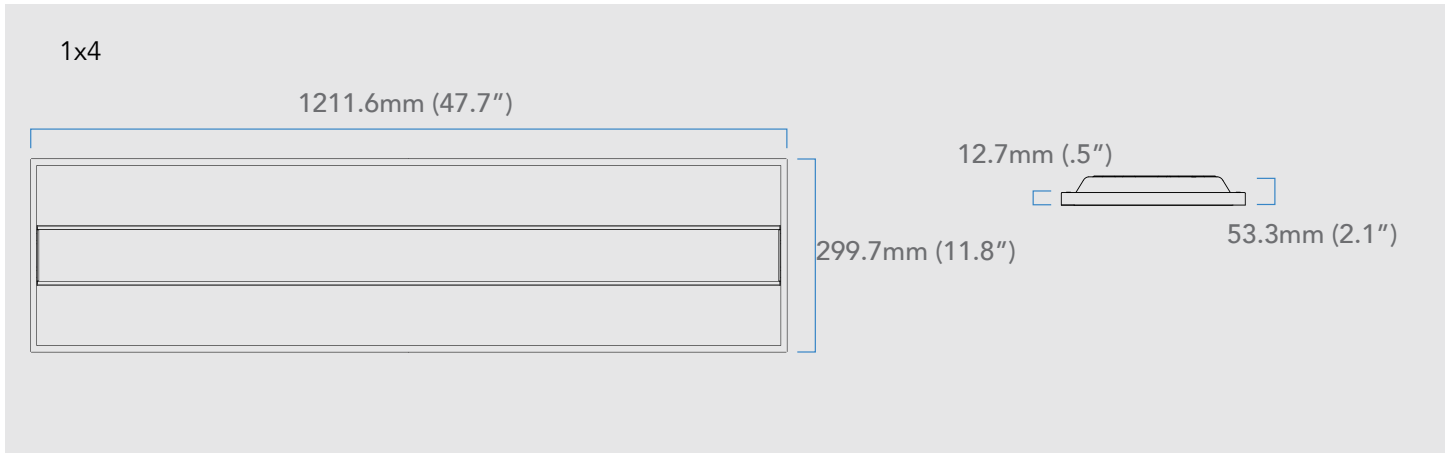 1x4
1211.6mm (47.7”)
12.7mm (.5”)
299.7mm (11.8”)
53.3mm (2.1”)